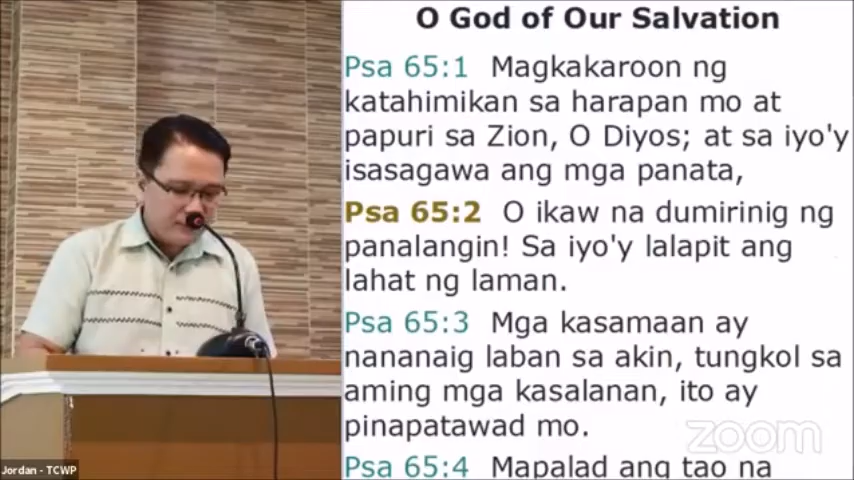 O God of Our Salvation
Psa 65:1 Magkakaroon ng
katahimikan sa harapan mo at
papuri sa Zion, O Diyos; at sa iyo'y
isasagawa ang mga panata,
Psa 65:2 O ikaw na dumirinig ng
panalangin! Sa iyo'y lalapit ang
lahat ng laman.
Psa 65:3 Mga kasamaan ay
nananaig laban sa akin, tungkol sa
aming mga kasalanan, ito ay
pinapatawad mo.
Psa 65:4 Mapalad ang tao na
zoom
Jordan - TCWP